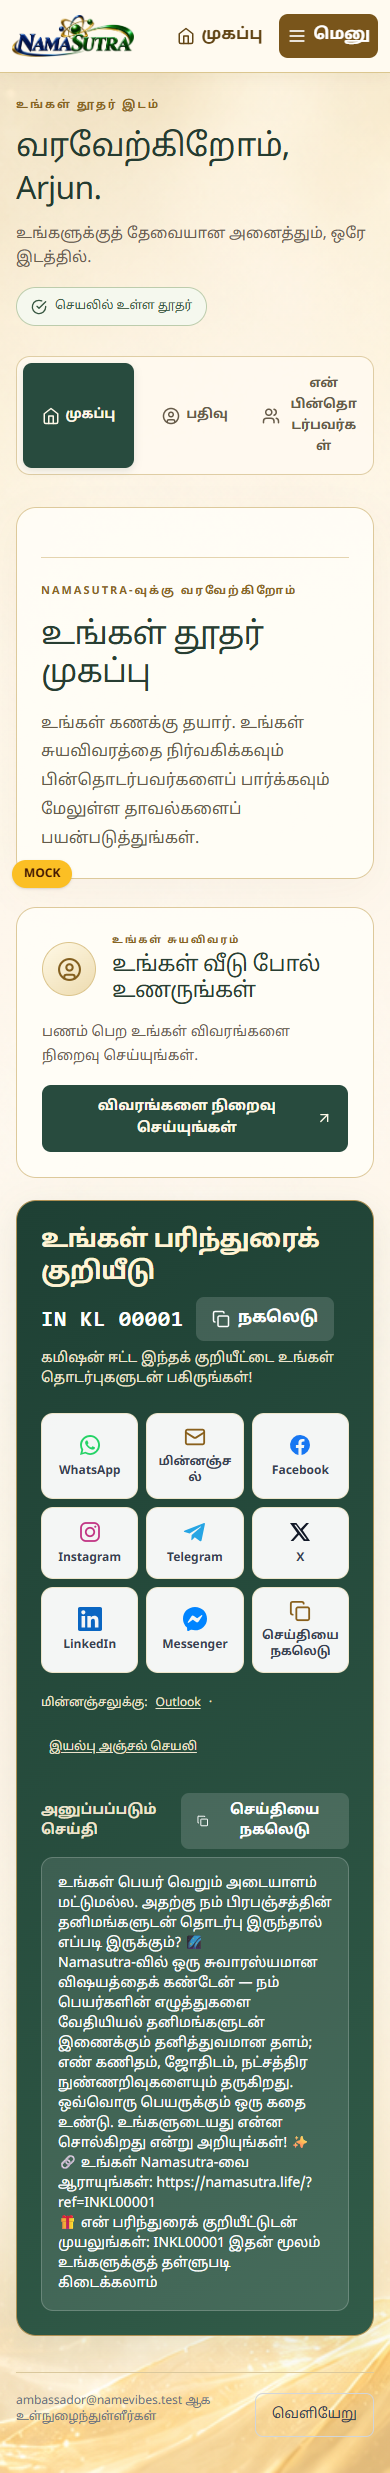 NAMASUTRA
முகப்பு
மெனு
உங்கள் தூதர் இடம்
வரவேற்கிறோம்,
Arjun.
உங்களுக்குத் தேவையான அனைத்தும், ஒரே
இடத்தில்.
செயலில் உள்ள தூதர்
முகப்பு
பதிவு
என்
பின்தொ
டர்பவர்க
ள்
NAMASUTRA-வுக்கு வரவேற்கிறோம்
உங்கள் தூதர்
முகப்பு
உங்கள் கணக்கு தயார். உங்கள்
சுயவிவரத்தை நிர்வகிக்கவும்
பின்தொடர்பவர்களைப் பார்க்கவும்
மேலுள்ள தாவல்களைப்
பயன்படுத்துங்கள்.
MOCK
உங்கள் சுயவிவரம்
உங்கள் வீடு போல்
உணருங்கள்
பணம் பெற உங்கள் விவரங்களை
நிறைவு செய்யுங்கள்.
விவரங்களை நிறைவு
செய்யுங்கள்
உங்கள் பரிந்துரைக்
குறியீடு
IN KL 00001
நகலெடு
கமிஷன் ஈட்ட இந்தக் குறியீட்டை உங்கள்
தொடர்புகளுடன் பகிருங்கள்!
WhatsApp
மின்னஞ்ச
ல்
Facebook
Instagram
Telegram
X
LinkedIn
Messenger
செய்தியை
நகலெடு
மின்னஞ்சலுக்கு: Outlook ·
இயல்பு அஞ்சல் செயலி
அனுப்பப்படும்
செய்தி
செய்தியை
நகலெடு
உங்கள் பெயர் வெறும் அடையாளம்
மட்டுமல்ல. அதற்கு நம் பிரபஞ்சத்தின்
தனிமங்களுடன் தொடர்பு இருந்தால்
எப்படி இருக்கும்? 🌌
Namasutra-வில் ஒரு சுவாரஸ்யமான
விஷயத்தைக் கண்டேன் — நம்
பெயர்களின் எழுத்துகளை
வேதியியல் தனிமங்களுடன்
இணைக்கும் தனித்துவமான தளம்;
எண் கணிதம், ஜோதிடம், நட்சத்திர
நுண்ணறிவுகளையும் தருகிறது.
ஒவ்வொரு பெயருக்கும் ஒரு கதை
உண்டு. உங்களுடையது என்ன
சொல்கிறது என்று அறியுங்கள்! ✨
🔗 உங்கள் Namasutra-வை
ஆராயுங்கள்: https://namasutra.life/?
ref=INKL00001
🎁 என் பரிந்துரைக் குறியீட்டுடன்
முயலுங்கள்: INKL00001 இதன் மூலம்
உங்களுக்குத் தள்ளுபடி
கிடைக்கலாம்
ambassador@namevibes.test ஆக
உள்நுழைந்துள்ளீர்கள்
வெளியேறு